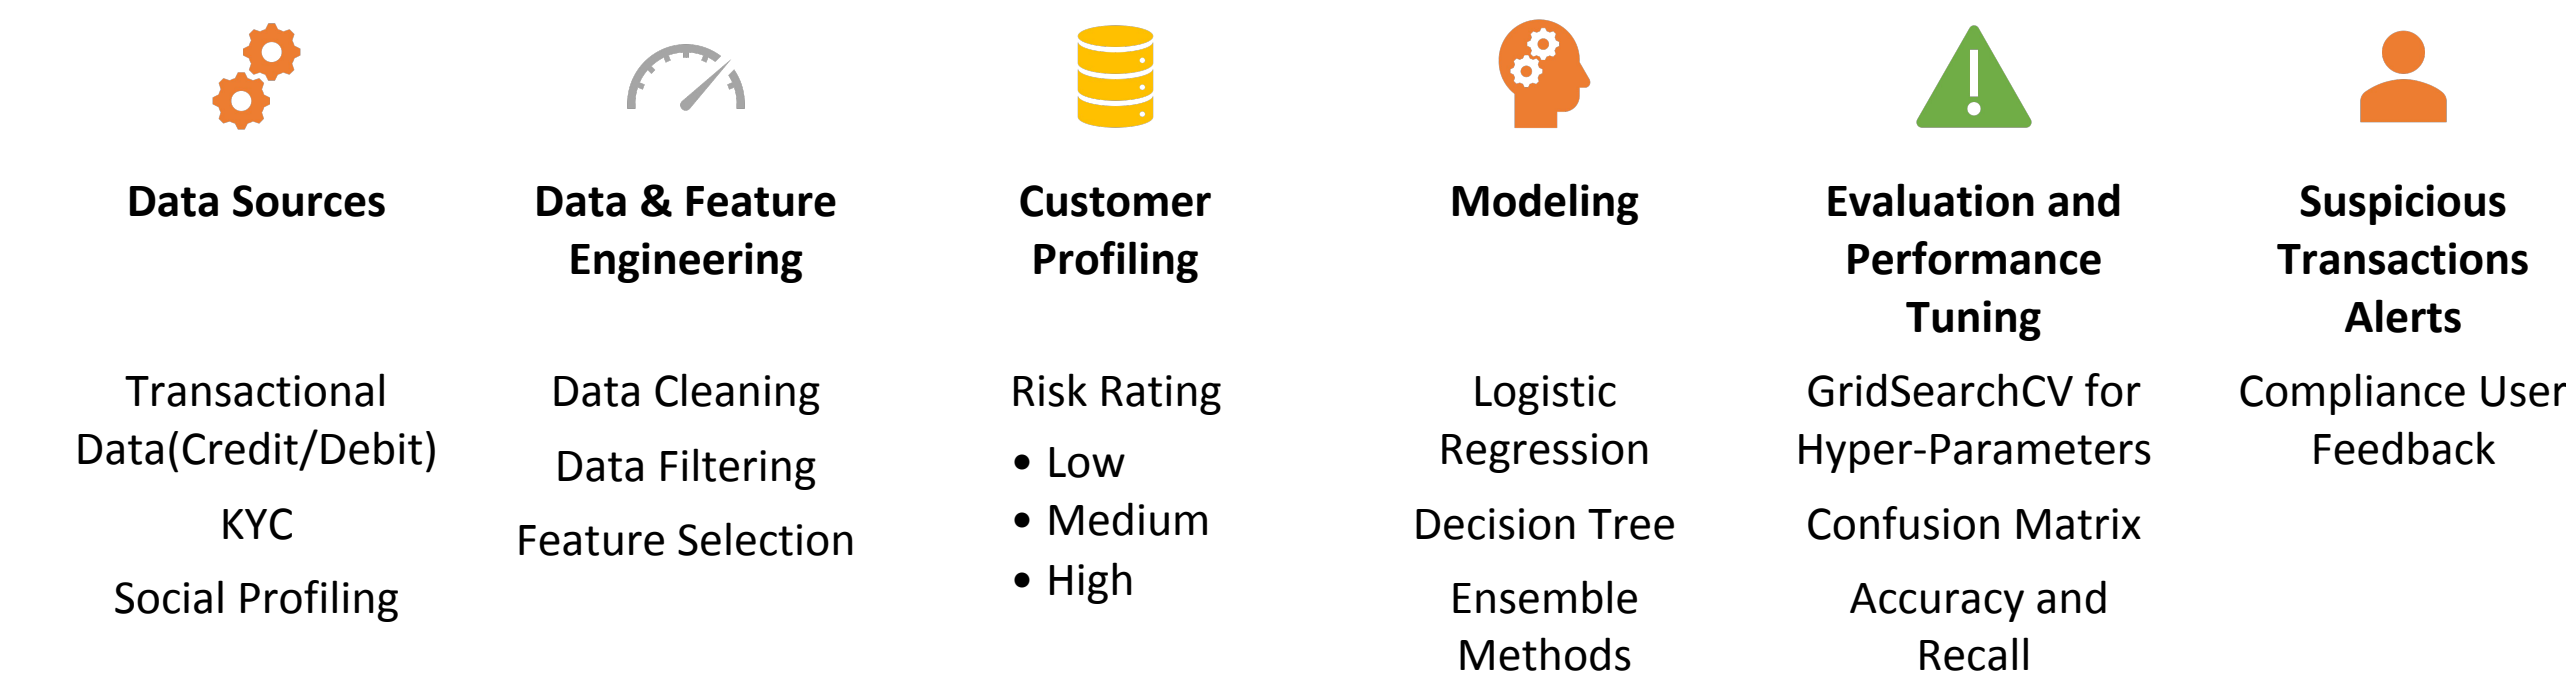 Data Sources
Transactional
Data(Credit/Debit)
KYC
Social Profiling
Data & Feature
Engineering
Data Cleaning
Data Filtering
Feature Selection
Customer
Profiling
Risk Rating
• Low
• Medium
• High
Modeling
Logistic
Regression
Decision Tree
Ensemble
Methods
Evaluation and
Performance
Tuning
GridSearchCV for
Hyper-Parameters
Confusion Matrix
Accuracy and
Recall
Suspicious
Transactions
Alerts
Compliance User
Feedback